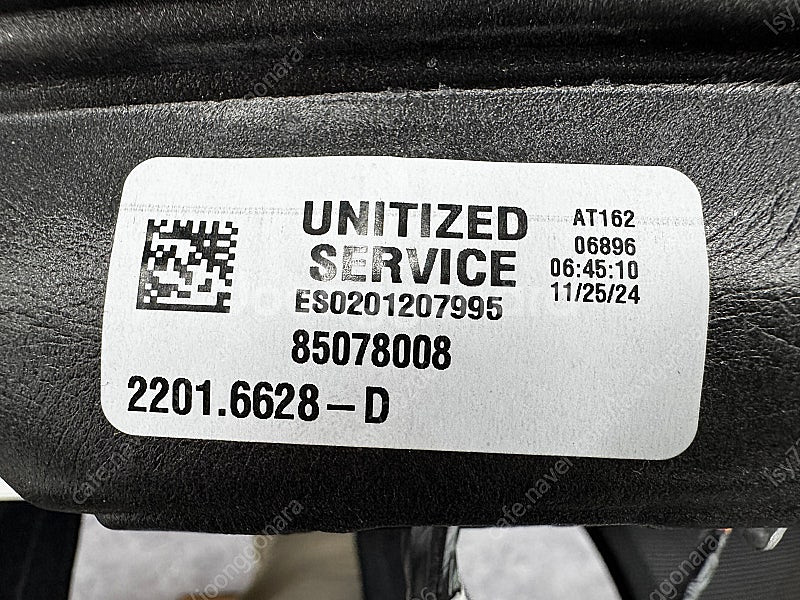 UNITIZED
SERVICE
ES0201207995
85078008
2201.6628-D
AT162
06896
06:45:10
11/25/24